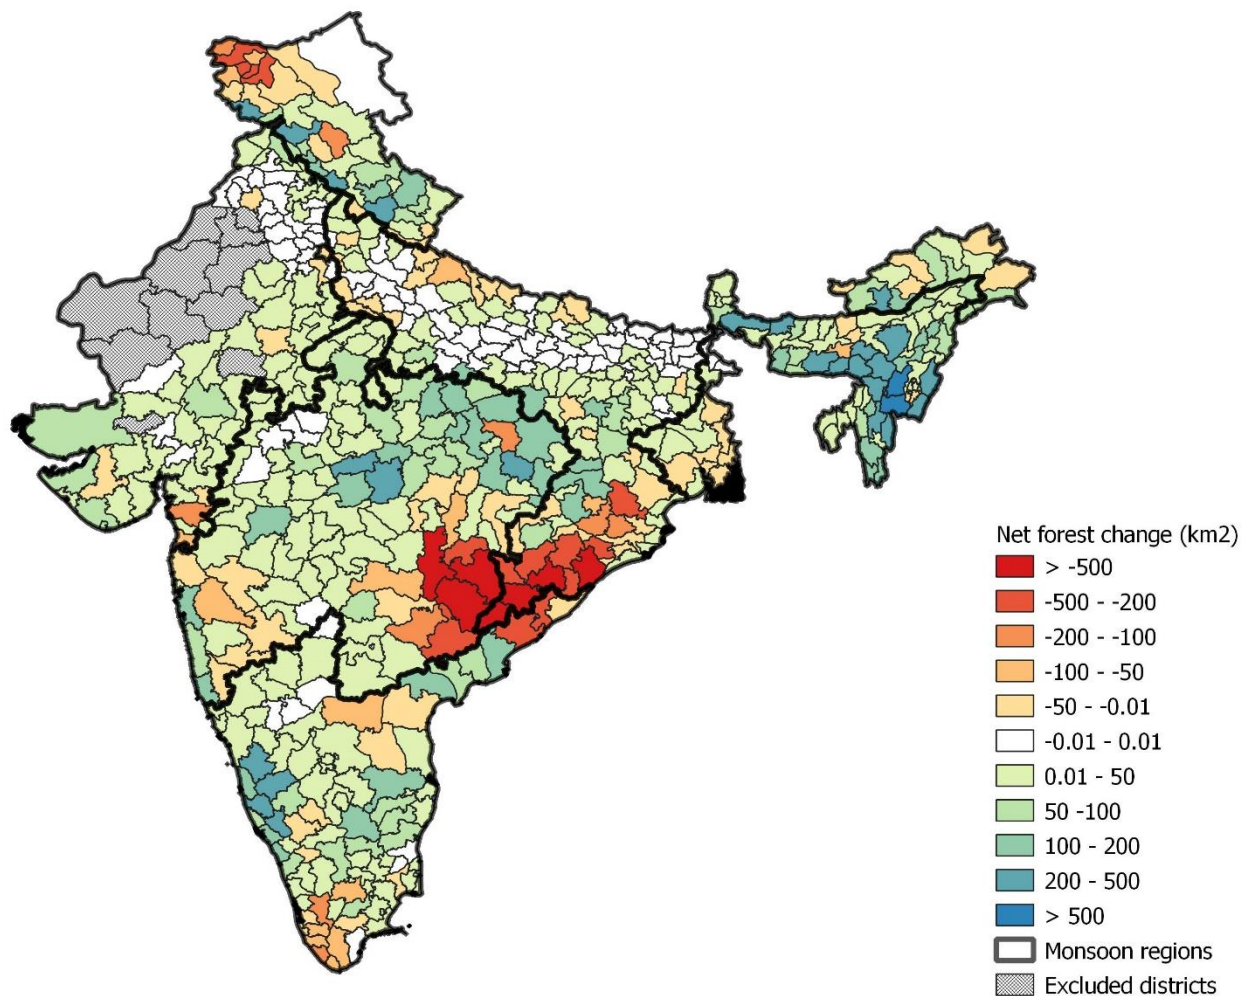 Net forest change (km2)
> -500
-500 - -200
-200 - -100
-100 - -50
-50 - -0.01
-0.01 - 0.01
0.01 - 50
50 -100
100 - 200
200 - 500
> 500
Monsoon regions
Excluded districts